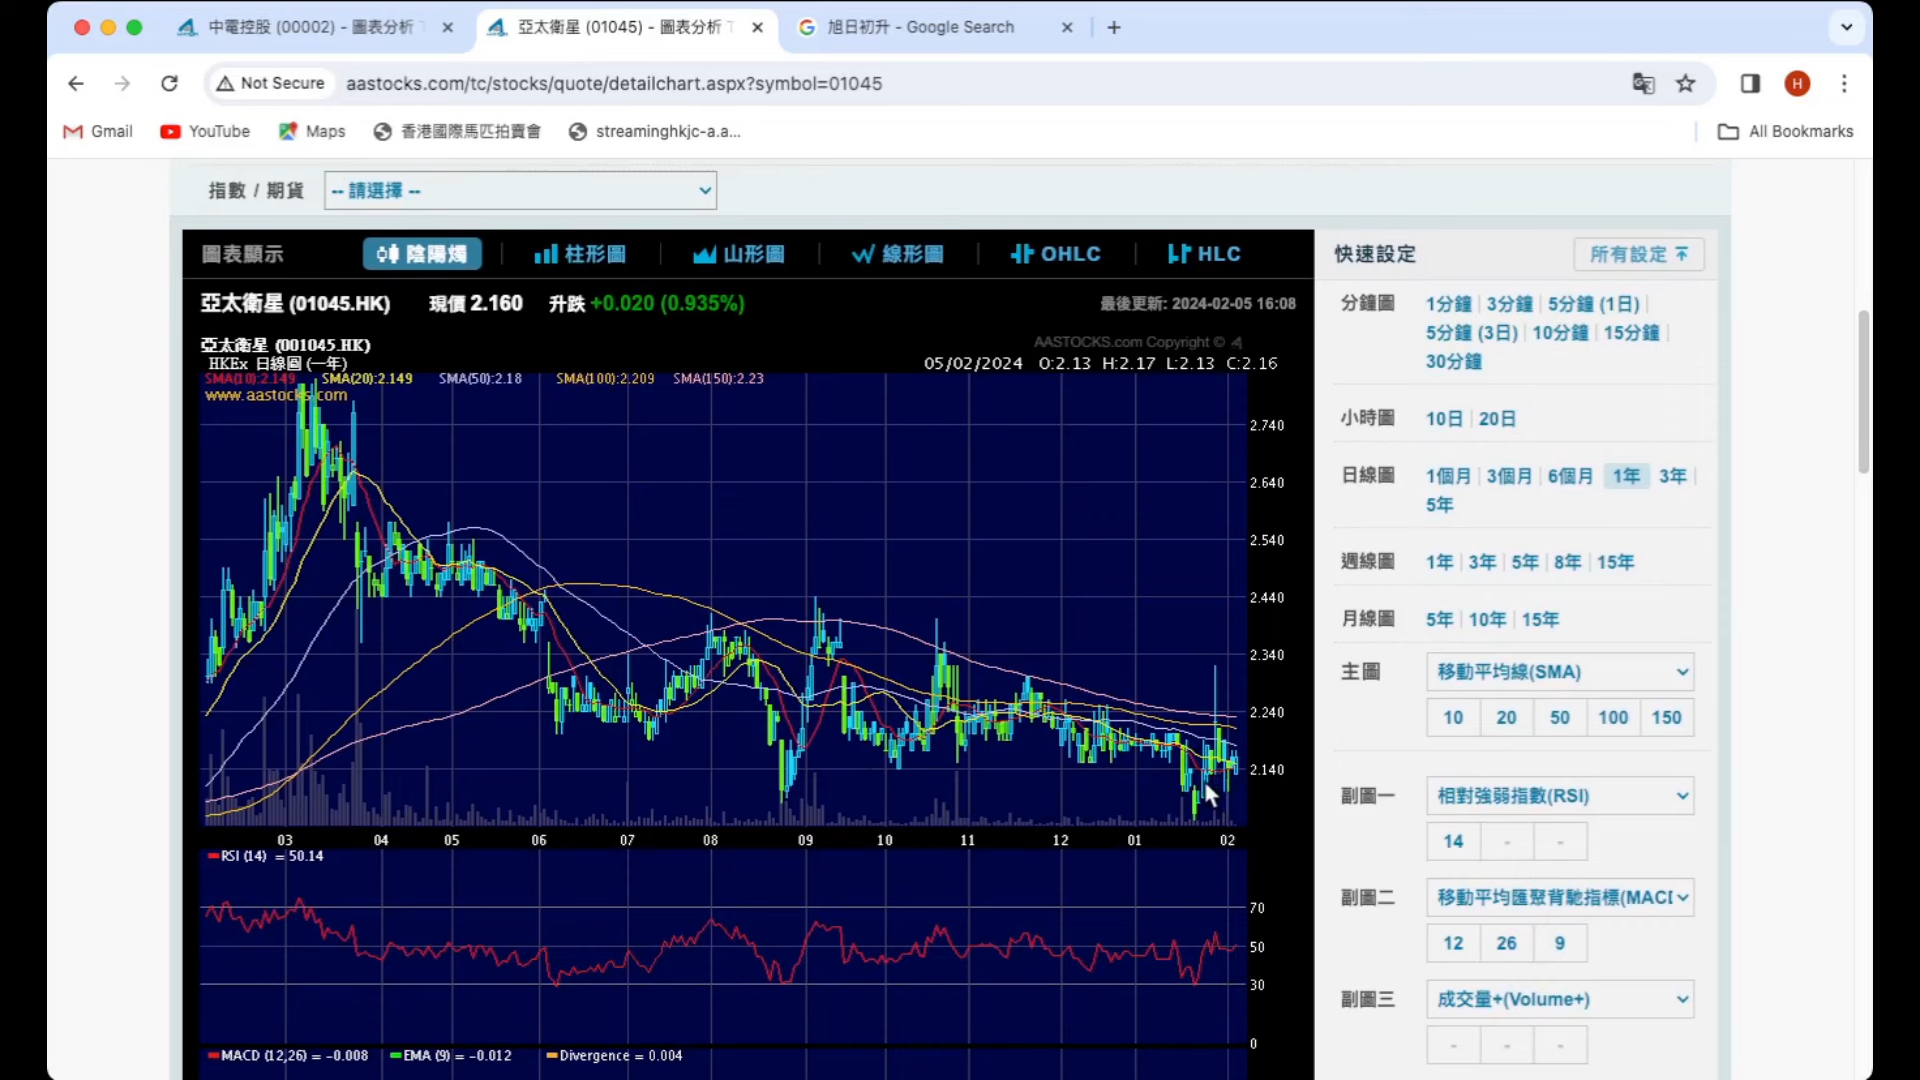 中電控股 (00002) - 圖表分析
亞太衛星 (01045) - 圖表分析
旭日初升 - Google Search
Not Secure
aastocks.com/tc/stocks/quote/detailchart.aspx?symbol=01045
H
Gmail
YouTube
Maps
香港國際馬匹拍賣會
streaminghkjc-a.a...
All Bookmarks
指數 / 期貨
-- 請選擇 --
圖表顯示
陰陽燭
柱形圖
山形圖
線形圖
OHLC
HLC
亞太衛星 (01045.HK) 現價 2.160 升跌 +0.020 (0.935%) 最後更新: 2024-02-05 16:08
亞太衛星 (001045.HK)
AASTOCKS.com Copyright ©
HKEx 日線圖 (一年)
05/02/2024 O:2.13 H:2.17 L:2.13 C:2.16
SMA(10):2.149 SMA(20):2.149 SMA(50):2.18 SMA(100):2.209 SMA(150):2.23
www.aastocks.com
2.740
2.640
2.540
2.440
2.340
2.240
2.140
03 04 05 06 07 08 09 10 11 12 01 02
RSI (14) = 50.14
70
50
30
0
MACD (12,26) = -0.008 EMA (9) = -0.012 Divergence = 0.004
快速設定
所有設定
分鐘圖
1分鐘 | 3分鐘 | 5分鐘 (1日) |
5分鐘 (3日) | 10分鐘 | 15分鐘 |
30分鐘
小時圖
10日 | 20日
日線圖
1個月 | 3個月 | 6個月 1年 3年 |
5年
週線圖
1年 | 3年 | 5年 | 8年 | 15年
月線圖
5年 | 10年 | 15年
主圖
移動平均線(SMA)
10 20 50 100 150
副圖一
相對強弱指數(RSI)
14 - -
副圖二
移動平均匯聚背馳指標(MACD
12 26 9
副圖三
成交量+(Volume+)
- - -